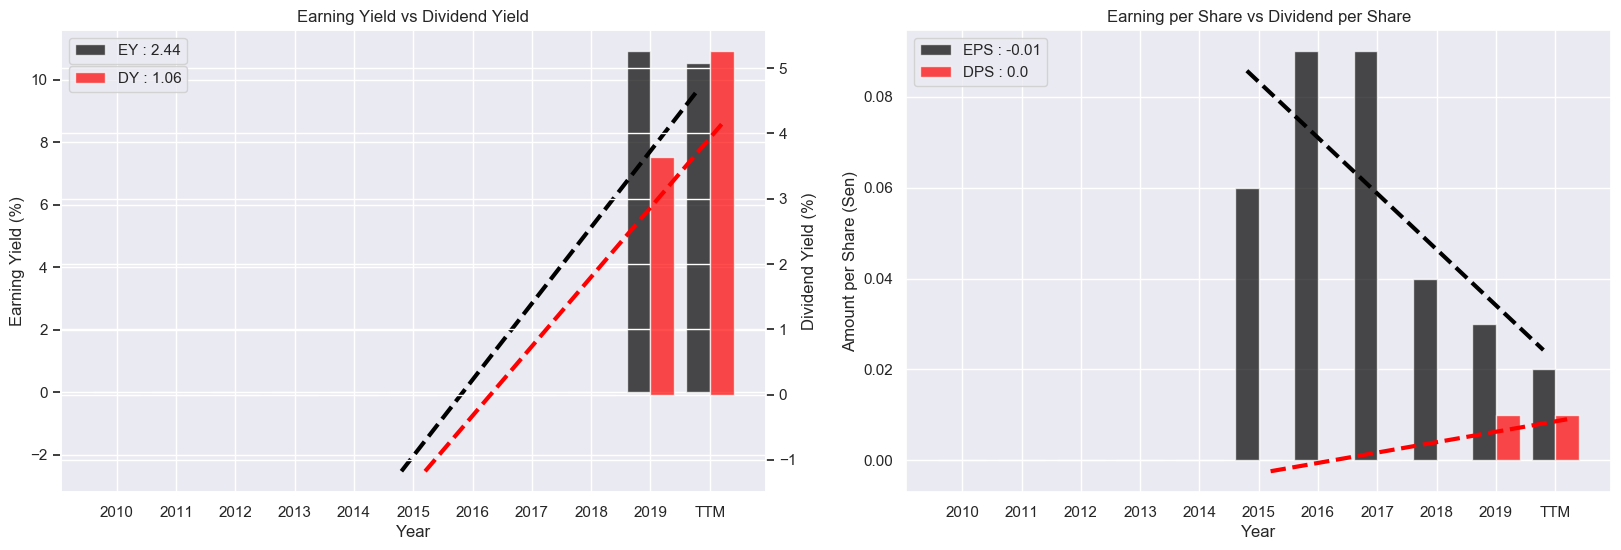 Earning Yield vs Dividend Yield
EY : 2.44
DY : 1.06
10
8
6
4
2
0
−2
Earning Yield (%)
5
4
3
2
1
0
−1
Dividend Yield (%)
2010 2011 2012 2013 2014 2015 2016 2017 2018 2019 TTM
Year
Earning per Share vs Dividend per Share
EPS : -0.01
DPS : 0.0
0.08
0.06
0.04
0.02
0.00
Amount per Share (Sen)
2010 2011 2012 2013 2014 2015 2016 2017 2018 2019 TTM
Year